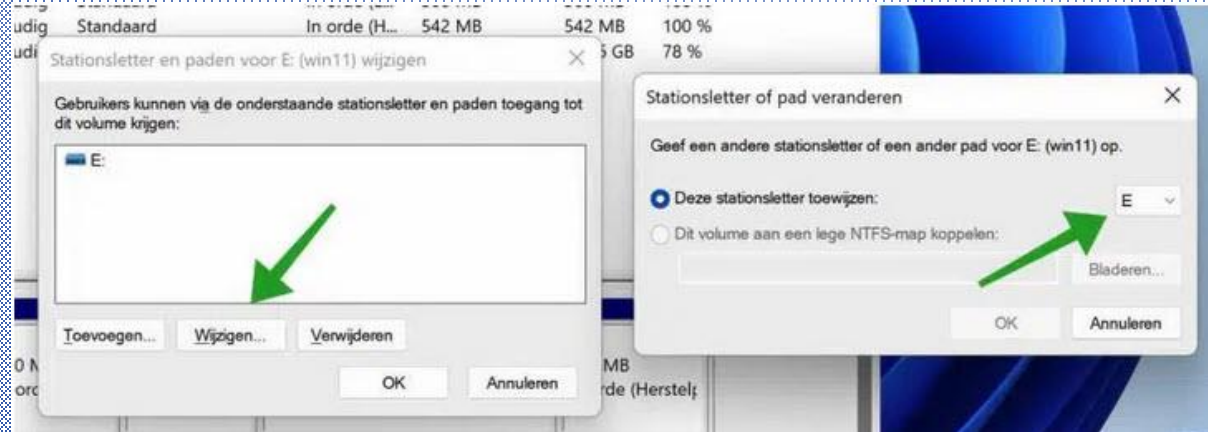 Standaard In orde (H... 542 MB 542 MB 100 %
GB 78 %
Stationsletter en paden voor E: (win11) wijzigen
Gebruikers kunnen via de onderstaande stationsletter en paden toegang tot
dit volume krijgen:
E:
Toevoegen... Wijzigen... Verwijderen
OK Annuleren
MB
(Herstelp
Stationsletter of pad veranderen
Geef een andere stationsletter of een ander pad voor E: (win11) op.
Deze stationsletter toewijzen: E
Dit volume aan een lege NTFS-map koppelen:
Bladeren...
OK Annuleren